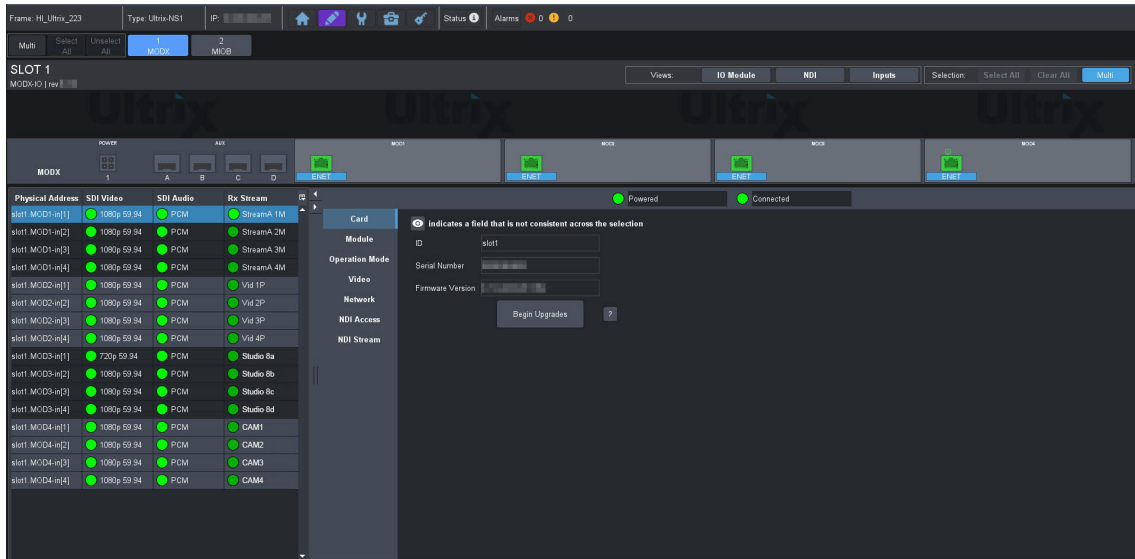 Frame: HI_Ultrix_223 Type: Ultrix-NS1 IP: Status Alarms 0 0
Multi Select All Unselect All 1 MODX 2 MIOB
SLOT 1
MODX-IO | rev
Views: IO Module NDI Inputs Selection: Select All Clear All Multi
Ultrix Ultrix Ultrix Ultrix
POWER AUX MOD1 MOD2 MOD3 MOD4
MODX 1 A B C D ENET ENET ENET ENET
Physical Address SDI Video SDI Audio Rx Stream
Powered Connected
slot1.MOD1-in[1] 1080p 59.94 PCM StreamA 1M
slot1.MOD1-in[2] 1080p 59.94 PCM StreamA 2M
slot1.MOD1-in[3] 1080p 59.94 PCM StreamA 3M
slot1.MOD1-in[4] 1080p 59.94 PCM StreamA 4M
slot1.MOD2-in[1] 1080p 59.94 PCM Vid 1P
slot1.MOD2-in[2] 1080p 59.94 PCM Vid 2P
slot1.MOD2-in[3] 1080p 59.94 PCM Vid 3P
slot1.MOD2-in[4] 1080p 59.94 PCM Vid 4P
slot1.MOD3-in[1] 720p 59.94 PCM Studio 8a
slot1.MOD3-in[2] 1080p 59.94 PCM Studio 8b
slot1.MOD3-in[3] 1080p 59.94 PCM Studio 8c
slot1.MOD3-in[4] 1080p 59.94 PCM Studio 8d
slot1.MOD4-in[1] 1080p 59.94 PCM CAM1
slot1.MOD4-in[2] 1080p 59.94 PCM CAM2
slot1.MOD4-in[3] 1080p 59.94 PCM CAM3
slot1.MOD4-in[4] 1080p 59.94 PCM CAM4
Card
Module
Operation Mode
Video
Network
NDI Access
NDI Stream
indicates a field that is not consistent across the selection
ID slot1
Serial Number
Firmware Version
Begin Upgrades ?